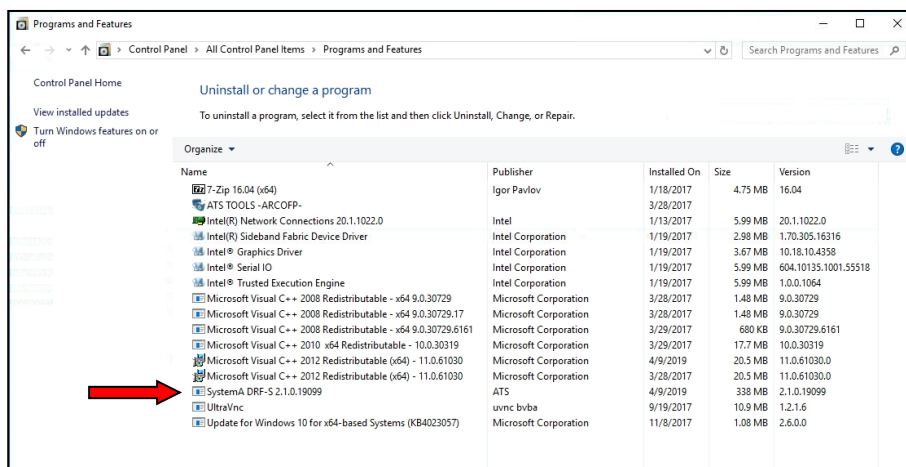 Programs and Features
Control Panel > All Control Panel Items > Programs and Features
Search Programs and Features
Control Panel Home
View installed updates
Turn Windows features on or
off
Uninstall or change a program
To uninstall a program, select it from the list and then click Uninstall, Change, or Repair.
Organize
Name Publisher Installed On Size Version
7-Zip 16.04 (x64) Igor Pavlov 1/18/2017 4.75 MB 16.04
ATS TOOLS -ARCOFP- 3/28/2017
Intel(R) Network Connections 20.1.1022.0 Intel 1/13/2017 5.99 MB 20.1.1022.0
Intel(R) Sideband Fabric Device Driver Intel Corporation 1/19/2017 2.98 MB 1.70.305.16316
Intel® Graphics Driver Intel Corporation 1/19/2017 3.67 MB 10.18.10.4358
Intel® Serial IO Intel Corporation 1/19/2017 5.99 MB 604.10135.1001.55518
Intel® Trusted Execution Engine Intel Corporation 1/19/2017 5.99 MB 1.0.0.1064
Microsoft Visual C++ 2008 Redistributable - x64 9.0.30729 Microsoft Corporation 3/28/2017 1.48 MB 9.0.30729
Microsoft Visual C++ 2008 Redistributable - x64 9.0.30729.17 Microsoft Corporation 3/28/2017 1.48 MB 9.0.30729
Microsoft Visual C++ 2008 Redistributable - x64 9.0.30729.6161 Microsoft Corporation 3/29/2017 680 KB 9.0.30729.6161
Microsoft Visual C++ 2010 x64 Redistributable - 10.0.30319 Microsoft Corporation 3/29/2017 17.7 MB 10.0.30319
Microsoft Visual C++ 2012 Redistributable (x64) - 11.0.61030 Microsoft Corporation 4/9/2019 20.5 MB 11.0.61030.0
Microsoft Visual C++ 2012 Redistributable (x64) - 11.0.61030 Microsoft Corporation 3/28/2017 20.5 MB 11.0.61030.0
SystemA DRF-S 2.1.0.19099 ATS 4/9/2019 338 MB 2.1.0.19099
UltraVnc uvnc bvba 9/19/2017 10.9 MB 1.2.1.6
Update for Windows 10 for x64-based Systems (KB4023057) Microsoft Corporation 11/8/2017 1.08 MB 2.6.0.0